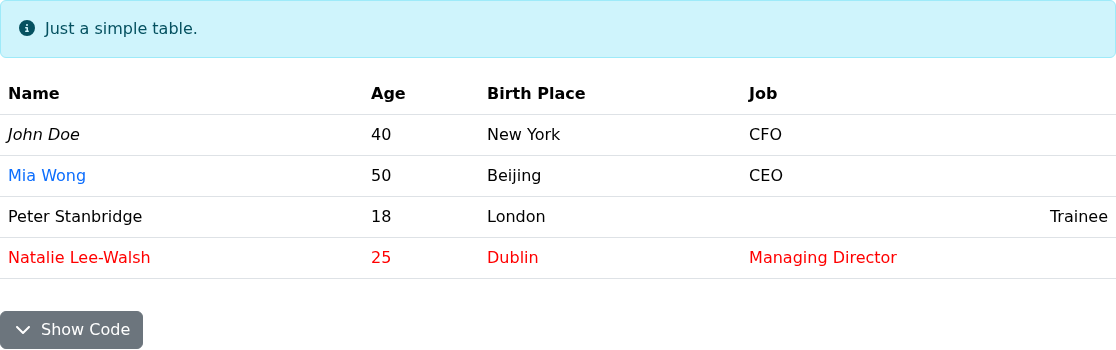 Just a simple table.
Name Age Birth Place Job
John Doe 40 New York CFO
Mia Wong 50 Beijing CEO
Peter Stanbridge 18 London Trainee
Natalie Lee-Walsh 25 Dublin Managing Director
Show Code